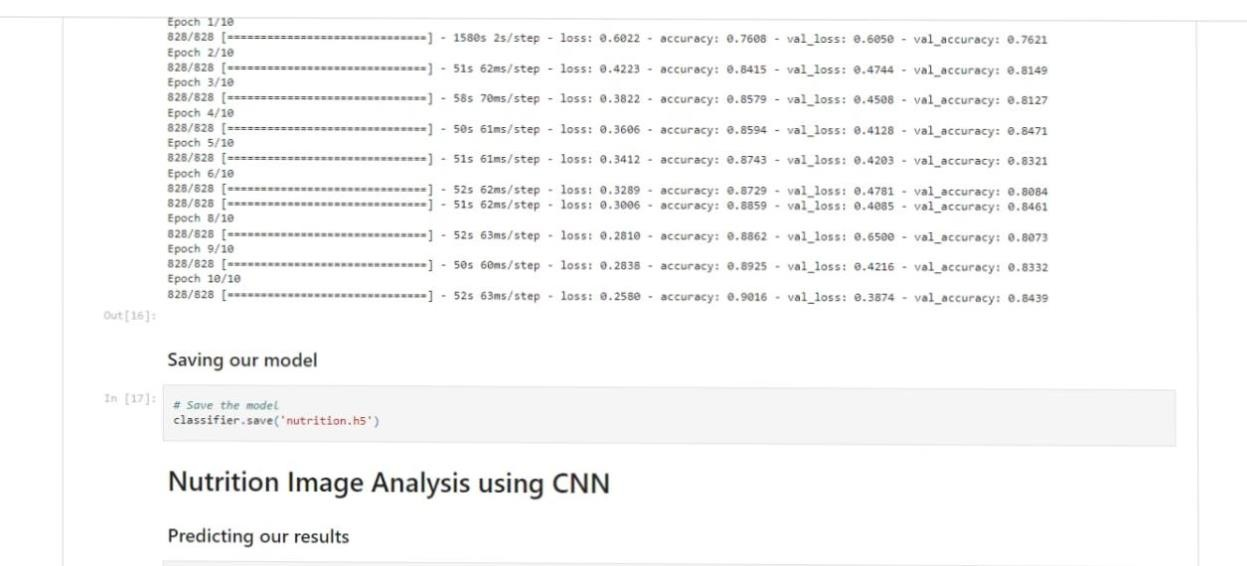 Epoch 1/10
828/828 [==============================] - 1580s 2s/step - loss: 0.6022 - accuracy: 0.7608 - val_loss: 0.6050 - val_accuracy: 0.7621
Epoch 2/10
828/828 [==============================] - 51s 62ms/step - loss: 0.4223 - accuracy: 0.8415 - val_loss: 0.4744 - val_accuracy: 0.8149
Epoch 3/10
828/828 [==============================] - 58s 70ms/step - loss: 0.3822 - accuracy: 0.8579 - val_loss: 0.4508 - val_accuracy: 0.8127
Epoch 4/10
828/828 [==============================] - 50s 61ms/step - loss: 0.3606 - accuracy: 0.8594 - val_loss: 0.4128 - val_accuracy: 0.8471
Epoch 5/10
828/828 [==============================] - 51s 61ms/step - loss: 0.3412 - accuracy: 0.8743 - val_loss: 0.4203 - val_accuracy: 0.8321
Epoch 6/10
828/828 [==============================] - 52s 62ms/step - loss: 0.3289 - accuracy: 0.8729 - val_loss: 0.4781 - val_accuracy: 0.8084
828/828 [==============================] - 51s 62ms/step - loss: 0.3006 - accuracy: 0.8859 - val_loss: 0.4085 - val_accuracy: 0.8461
Epoch 8/10
828/828 [==============================] - 52s 63ms/step - loss: 0.2810 - accuracy: 0.8862 - val_loss: 0.6500 - val_accuracy: 0.8073
Epoch 9/10
828/828 [==============================] - 50s 60ms/step - loss: 0.2838 - accuracy: 0.8925 - val_loss: 0.4216 - val_accuracy: 0.8332
Epoch 10/10
828/828 [==============================] - 52s 63ms/step - loss: 0.2580 - accuracy: 0.9016 - val_loss: 0.3874 - val_accuracy: 0.8439
Out[16]:
Saving our model
In [17]:
# Save the model
classifier.save('nutrition.h5')
Nutrition Image Analysis using CNN
Predicting our results